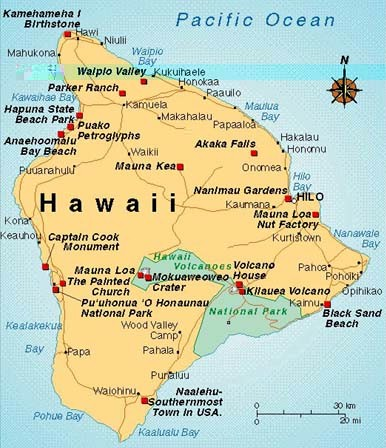 Kamehameha I
Birthstone
Pacific Ocean
Hawi
Niulii
Mahukona
Waipio
Bay
Waipio Valley
Kukuihaele
Honokaa
Parker Ranch
Paauilo
Kawaihae Bay
Kamuela
N
Hapuna State
Beach Park
Maulua
Bay
Puako
Petroglyphs
Makahalau
Papaaloa
Anaehoomalu
Bay Beach
Waikii
Akaka Falls
Hakalau
Honomu
Puuanahulu
Mauna Kea
Onomea
Hilo
Bay
Nanimau Gardens
HILO
Hawaii
Kaumana
Mauna Loa
Nut Factory
Kona
Keauhou
Kurtistown
Nanawale
Bay
Captain Cook
Monument
Hawaii
Volcanoes
Volcano
House
Pahoa
Pohoiki
Mauna Loa
Mokuaweoweo
Crater
The Painted
Church
Kilauea Volcano
Opihikao
Kaimu
Pu'uhonua 'O Honaunau
National Park
National Park
Black Sand
Beach
Kealakekua
Bay
Wood Valley
Camp
Papa
Pahala
Punaluu
Waiohinu
Naalehu-
Southernmost
Town In USA.
Pohue Bay
Kaalualu Bay
0
30 km
0
20 Mi